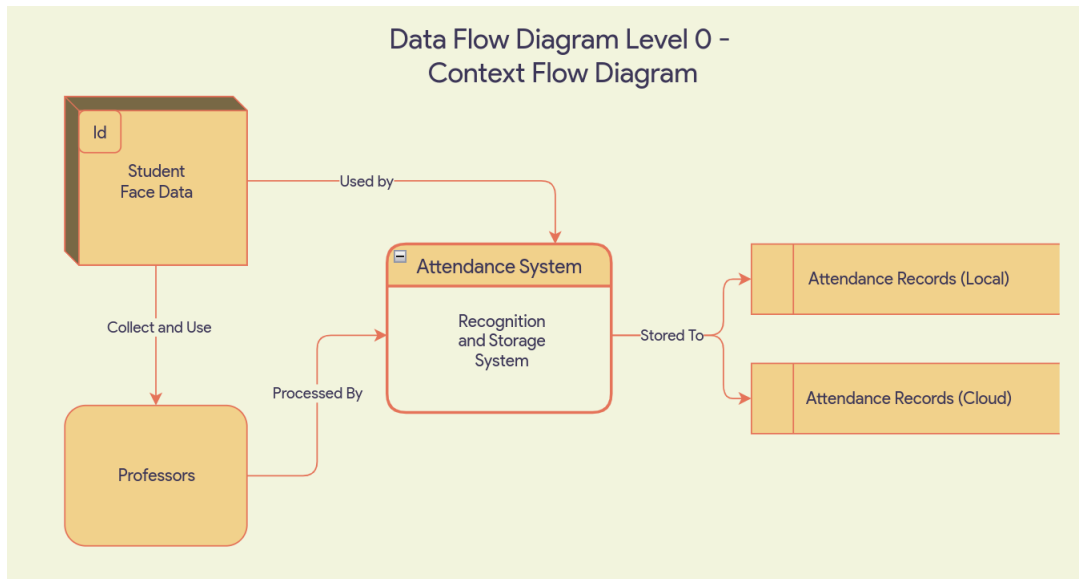 Data Flow Diagram Level 0 -
Context Flow Diagram
Id
Student
Face Data
Used by
Attendance System
Recognition
and Storage
System
Attendance Records (Local)
Collect and Use
Stored To
Processed By
Attendance Records (Cloud)
Professors